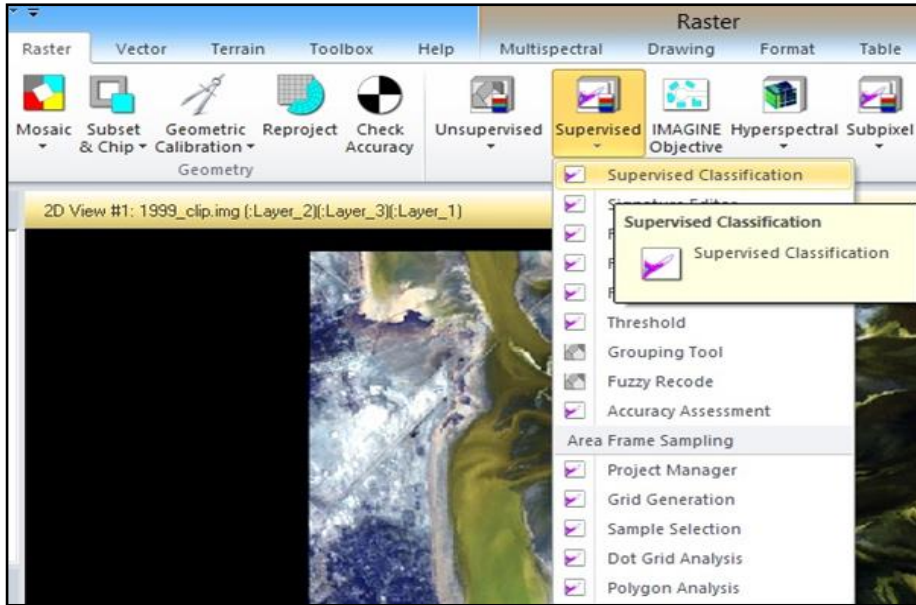 Raster
Raster Vector Terrain Toolbox Help Multispectral Drawing Format Table
Mosaic Subset & Chip Geometric Calibration Reproject Check Accuracy Unsupervised Supervised IMAGINE Objective Hyperspectral Subpixel
Geometry
Supervised Classification
2D View #1: 1999_clip.img (:Layer_2)(:Layer_3)(:Layer_1)
Supervised Classification
F
Supervised Classification
F
F
Threshold
Grouping Tool
Fuzzy Recode
Accuracy Assessment
Area Frame Sampling
Project Manager
Grid Generation
Sample Selection
Dot Grid Analysis
Polygon Analysis